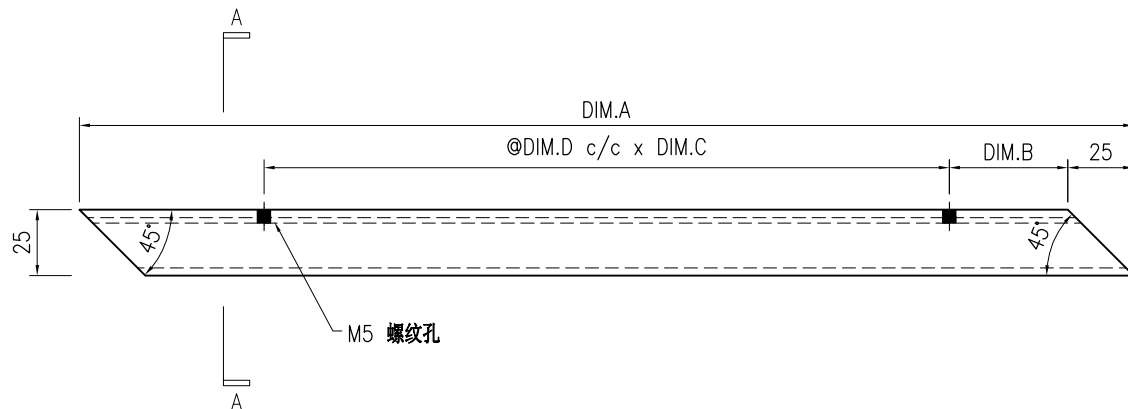 A
DIM.A
@DIM.D c/c x DIM.C
DIM.B
25
25
45°
45°
M5 螺纹孔
A